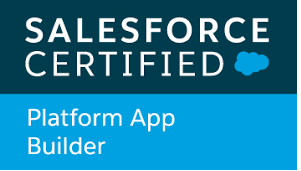 SALESFORCE
CERTIFIED
Platform App
Builder